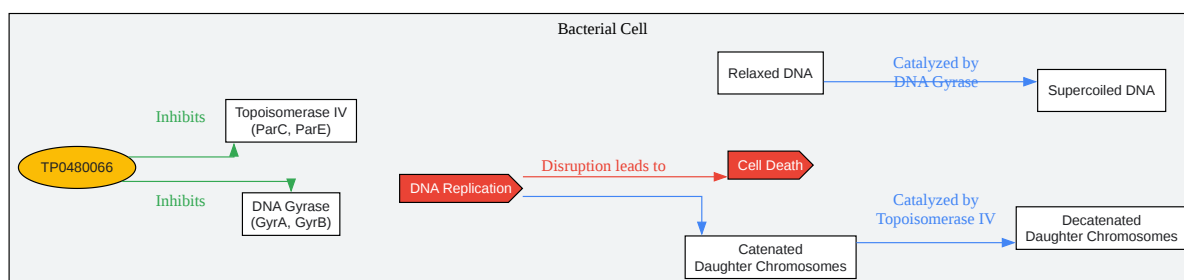 Bacterial Cell
Relaxed DNA
Catalyzed by
DNA Gyrase
Supercoiled DNA
Inhibits
Topoisomerase IV
(ParC, ParE)
TP0480066
Inhibits
DNA Gyrase
(GyrA, GyrB)
DNA Replication
Disruption leads to
Cell Death
Catenated
Daughter Chromosomes
Catalyzed by
Topoisomerase IV
Decatenated
Daughter Chromosomes